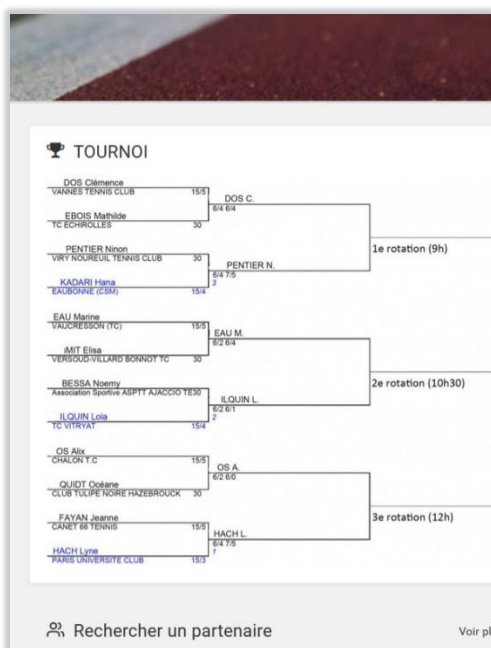 TOURNOI
DOS Clémence
VANNES TENNIS CLUB 15/5
DOS C.
6/4 6/4
EBOIS Mathilde
TC ECHIROLLES 30
1e rotation (9h)
PENTIER Ninon
VIRY NOUREUIL TENNIS CLUB 30
PENTIER N.
6/4 7/5
3
KADARI Hana
EAUBONNE (CSM) 15/4
EAU Marine
VAUCRESSON (TC) 15/5
EAU M.
6/2 6/4
iMIT Elisa
VERSOUD-VILLARD BONNOT TC 30
2e rotation (10h30)
BESSA Noemy
Association Sportive ASPTT AJACCIO TE30
ILQUIN L.
6/2 6/1
2
ILQUIN Lola
TC VITRYAT 15/4
OS Alix
CHALON T.C 15/5
OS A.
6/2 6/0
QUIDT Océane
CLUB TULIPE NOIRE HAZEBROUCK 30
3e rotation (12h)
FAYAN Jeanne
CANET 66 TENNIS 15/5
HACH L.
6/4 7/5
1
HACH Lyne
PARIS UNIVERSITE CLUB 15/3
Rechercher un partenaire
Voir pl